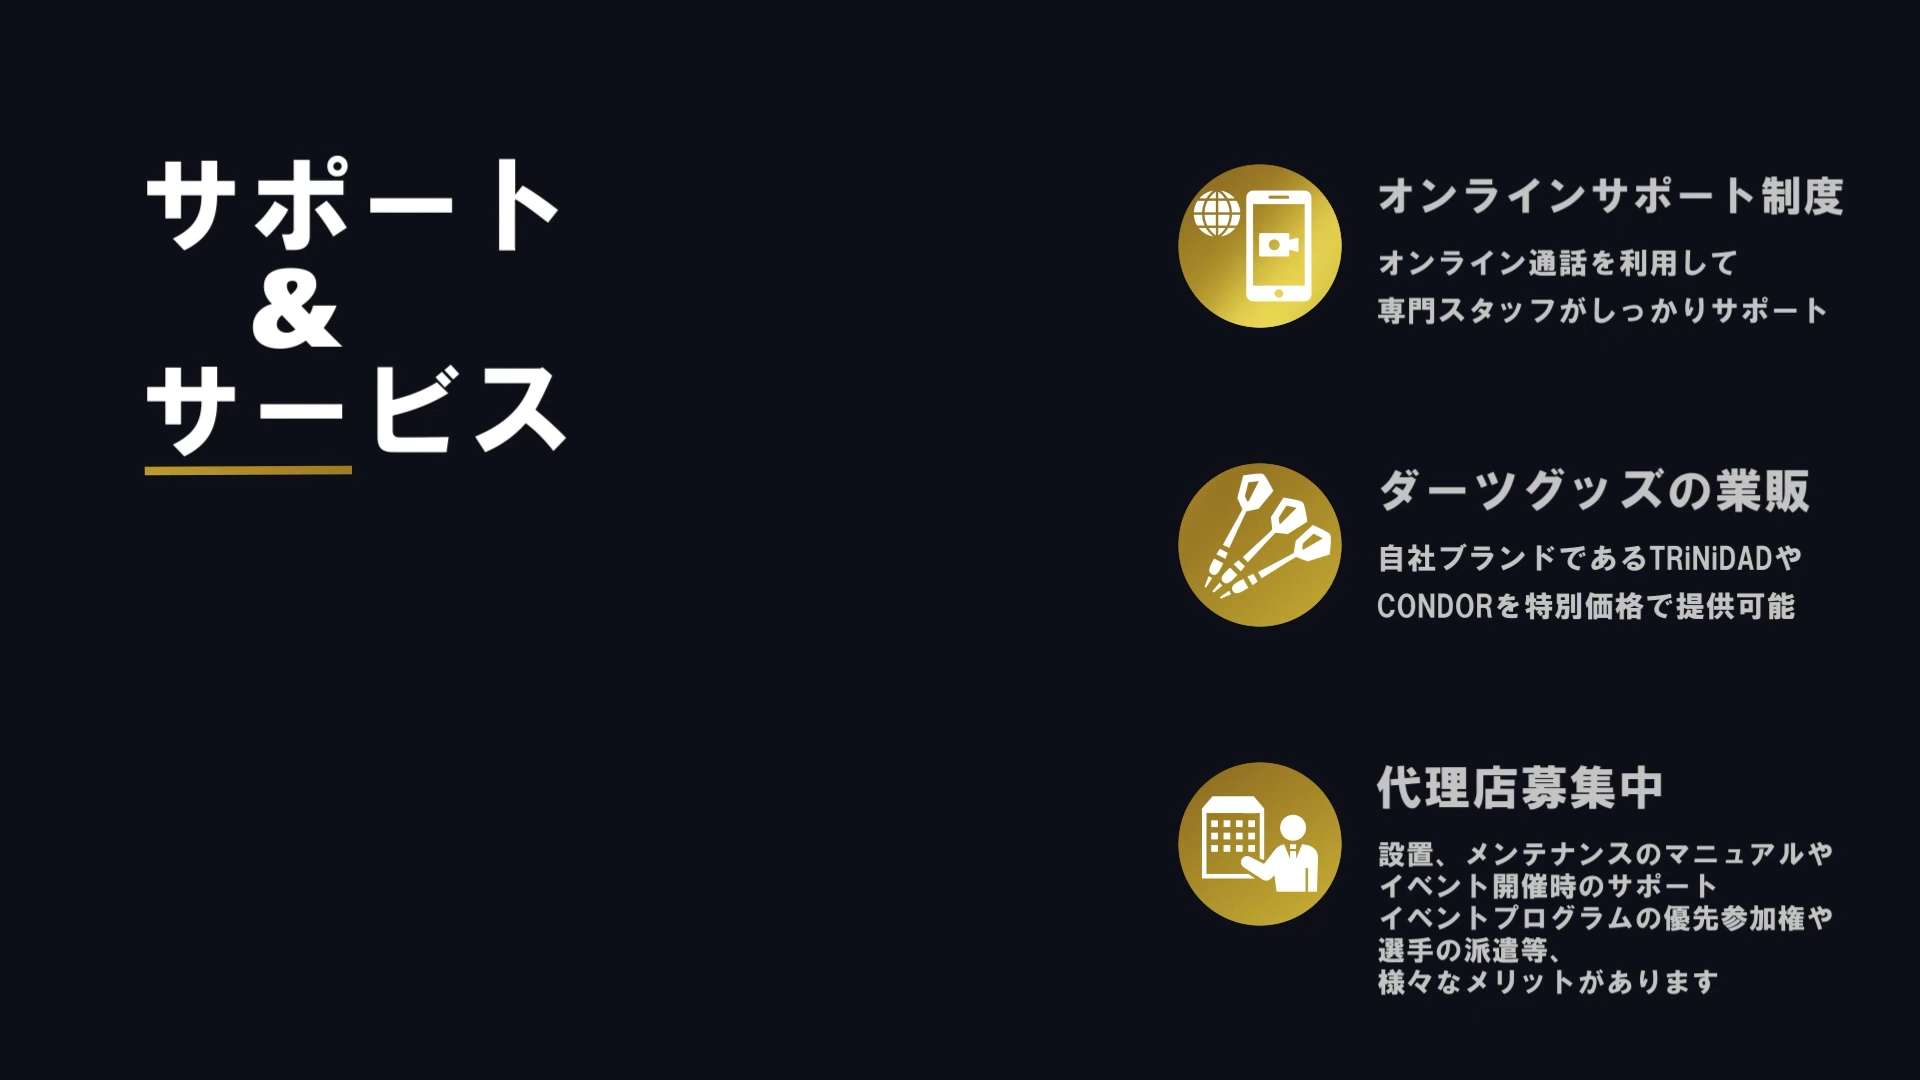 サポート
&
サービス
オンラインサポート制度
オンライン通話を利用して
専門スタッフがしっかりサポート
ダーツグッズの業販
自社ブランドであるTRiNiDADや
CONDORを特別価格で提供可能
代理店募集中
設置、メンテナンスのマニュアルや
イベント開催時のサポート
イベントプログラムの優先参加権や
選手の派遣等、
様々なメリットがあります